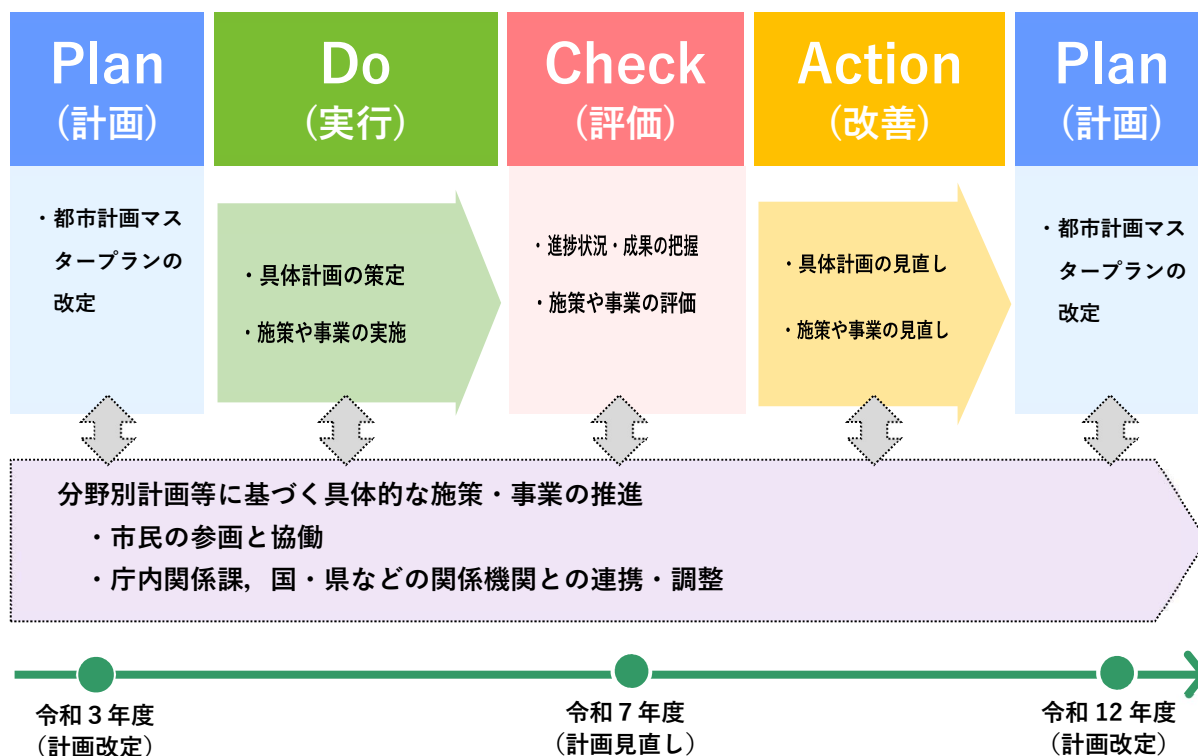 Plan
(計画)
Do
(実行)
Check
(評価)
Action
(改善)
Plan
(計画)
・都市計画マス
タープランの
改定
・具体計画の策定
・施策や事業の実施
・進捗状況・成果の把握
・施策や事業の評価
・具体計画の見直し
・施策や事業の見直し
・都市計画マス
タープランの
改定
分野別計画等に基づく具体的な施策・事業の推進
・市民の参画と協働
・庁内関係課,国・県などの関係機関との連携・調整
令和3年度
(計画改定)
令和7年度
(計画見直し)
令和12年度
(計画改定)